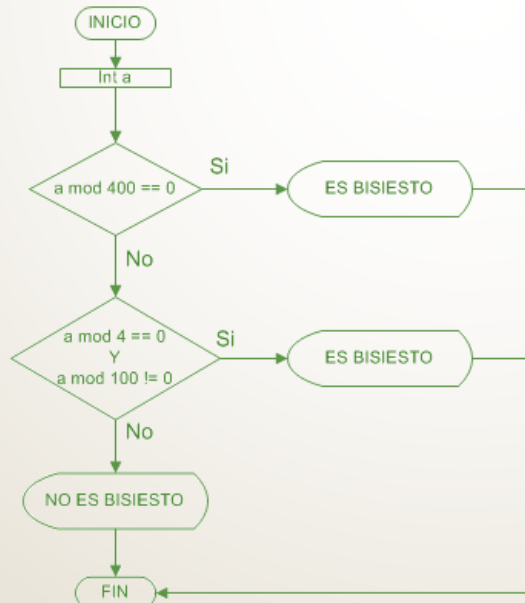 INICIO
Int a
a mod 400 == 0
Si
ES BISIESTO
No
a mod 4 == 0
Y
a mod 100 != 0
Si
ES BISIESTO
No
NO ES BISIESTO
FIN